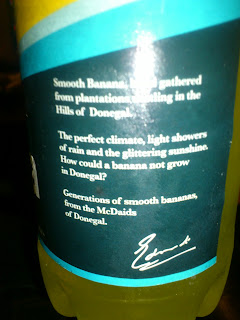 Smooth Banana, gathered
from plantations in the
Hills of Donegal.
The perfect climate, light showers
of rain and the glittering sunshine.
How could a banana not grow
in Donegal?
Generations of smooth bananas,
from the McDaids
of Donegal.